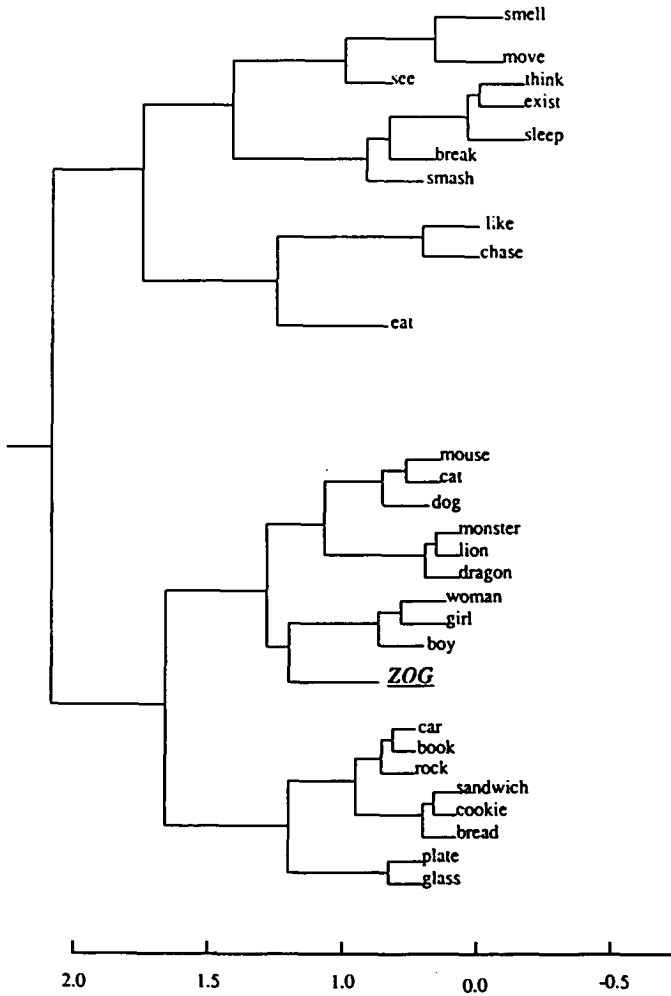 smell
move
see
think
exist
sleep
break
smash
like
chase
eat
mouse
cat
dog
monster
lion
dragon
woman
girl
boy
ZOG
car
book
rock
sandwich
cookie
bread
plate
glass
2.0 1.5 1.0 0.0 -0.5